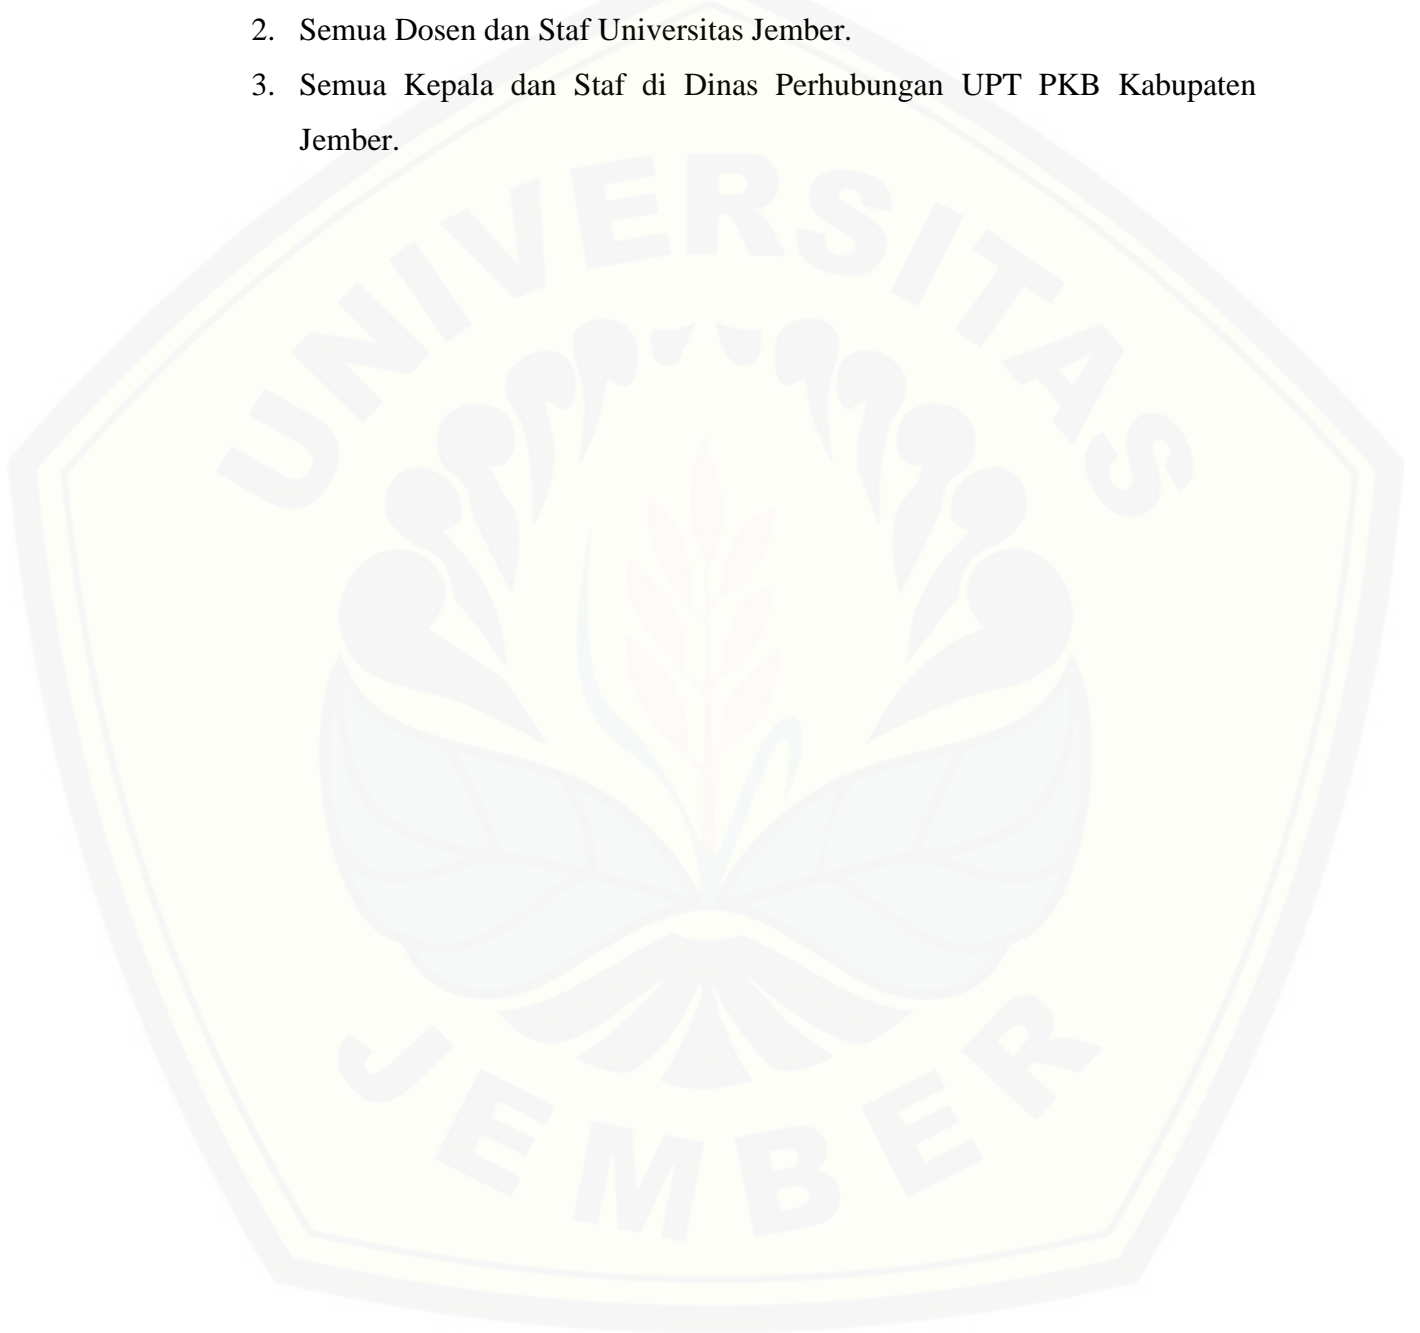 2. Semua Dosen dan Staf Universitas Jember.
3. Semua Kepala dan Staf di Dinas Perhubungan UPT PKB Kabupaten
Jember.
UNIVERSITAS
JEMBER